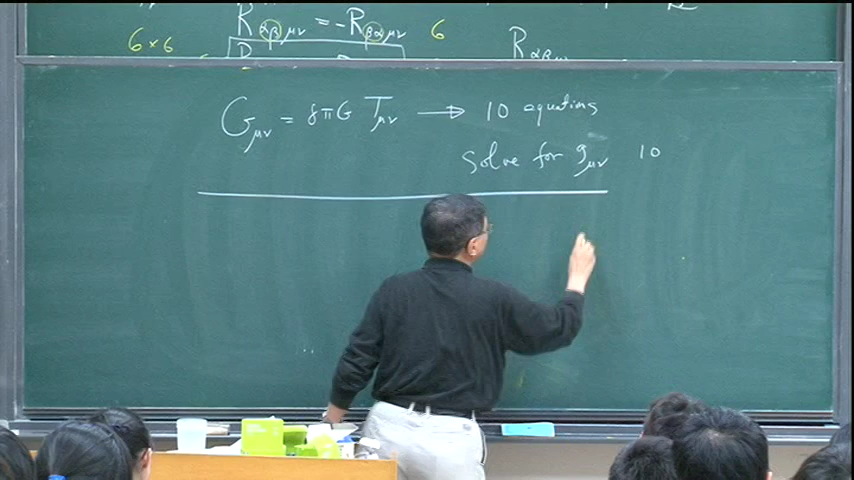 R_{αβμν} = -R_{βαμν} 6
6×6
R_{αβμν}
G_{μν} = 8πG T_{μν} → 10 equations
solve for g_{μν} 10